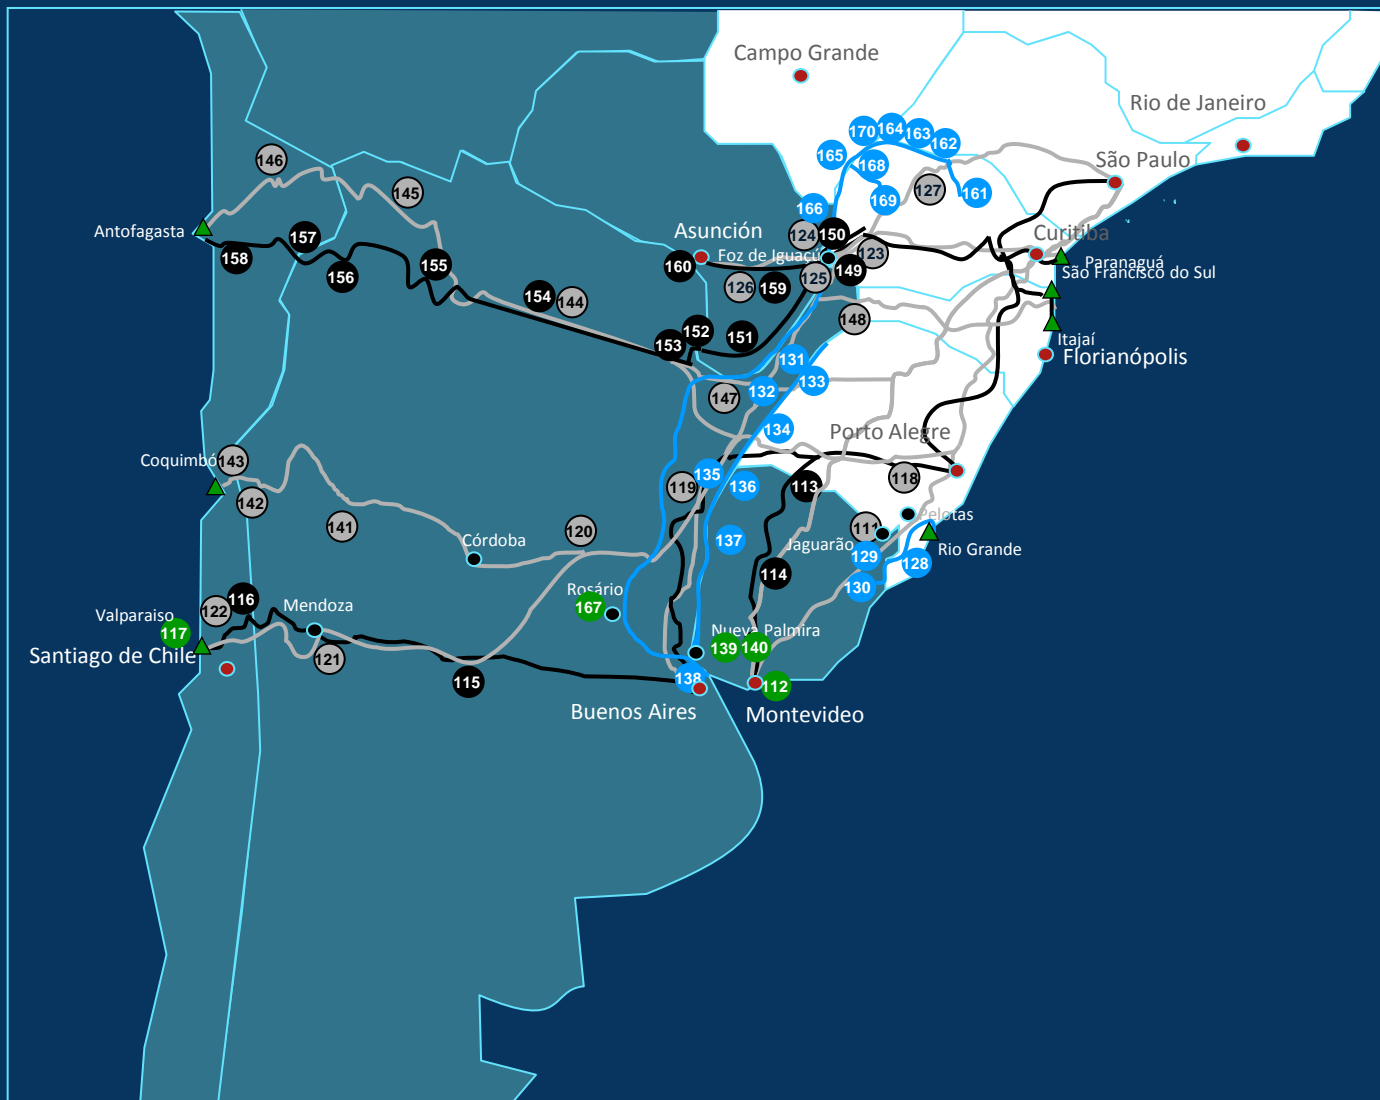 Campo Grande
Rio de Janeiro
170
164
163
162
165
168
146
São Paulo
145
127
161
169
166
Antofagasta
157
158
Asunción
124
150
Curitiba
Foz de Iguaçu
123
Paranaguá
156
155
160
149
São Francisco do Sul
125
126
159
154
144
148
152
151
153
Itajaí
Florianópolis
131
133
132
147
134
Porto Alegre
Coquimbó
143
135
118
119
136
113
142
Pelotas
141
120
111
Córdoba
137
Jaguarão
Rio Grande
129
128
114
130
Rosário
116
Mendoza
167
122
Valparaiso
117
Nueva Palmira
139
140
Santiago de Chile
121
115
138
112
Buenos Aires
Montevideo